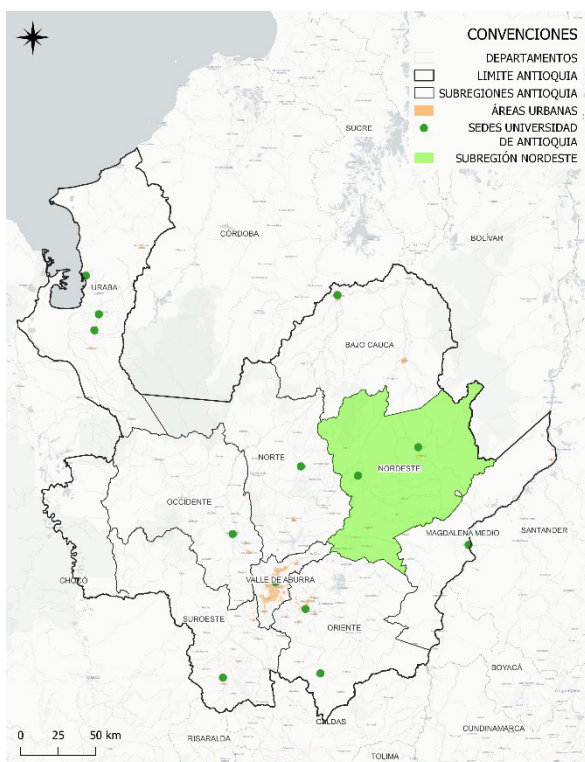 CONVENCIONES
DEPARTAMENTOS
LIMITE ANTIOQUIA
SUBREGIONES ANTIOQUIA
ÁREAS URBANAS
SEDES UNIVERSIDAD
DE ANTIOQUIA
SUBREGIÓN NORDESTE
SUCRE
CÓRDOBA
BOLÍVAR
URABA
BAJO CAUCA
NORTE
NORDESTE
OCCIDENTE
MAGDALENA MEDIO
SANTANDER
CHOCÓ
VALLE DE ABURRA
SUROESTE
ORIENTE
BOYACÁ
CALDAS
CUNDINAMARCA
RISARALDA
TOLIMA
0 25 50 km